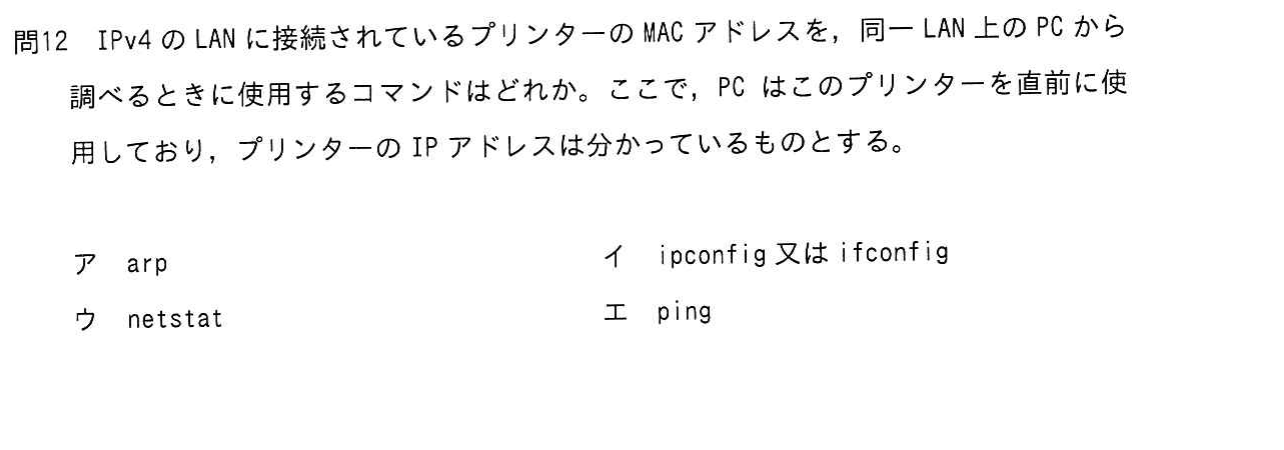 問12 IPv4 の LAN に接続されているプリンターの MAC アドレスを，同一 LAN 上の PC から
調べるときに使用するコマンドはどれか。ここで，PC はこのプリンターを直前に使
用しており，プリンターの IP アドレスは分かっているものとする。
ア arp イ ipconfig 又は ifconfig
ウ netstat エ ping